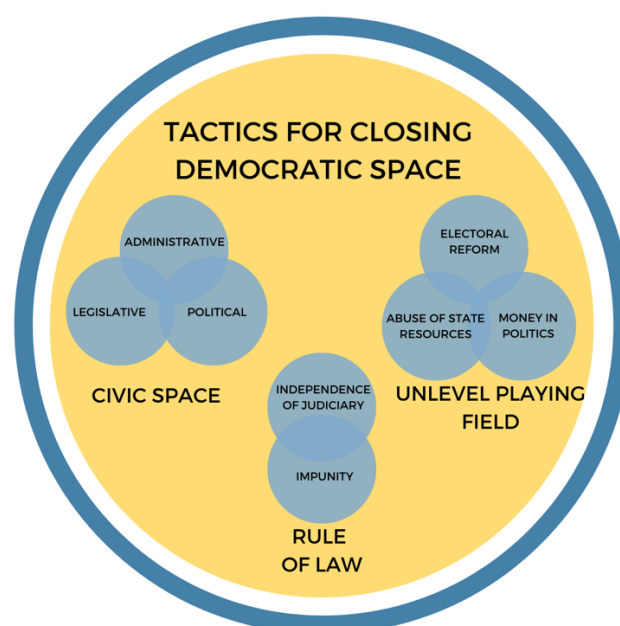 TACTICS FOR CLOSING
DEMOCRATIC SPACE
ADMINISTRATIVE
LEGISLATIVE
POLITICAL
CIVIC SPACE
ELECTORAL
REFORM
ABUSE OF STATE
RESOURCES
MONEY IN
POLITICS
UNLEVEL PLAYING
FIELD
INDEPENDENCE
OF JUDICIARY
IMPUNITY
RULE
OF LAW